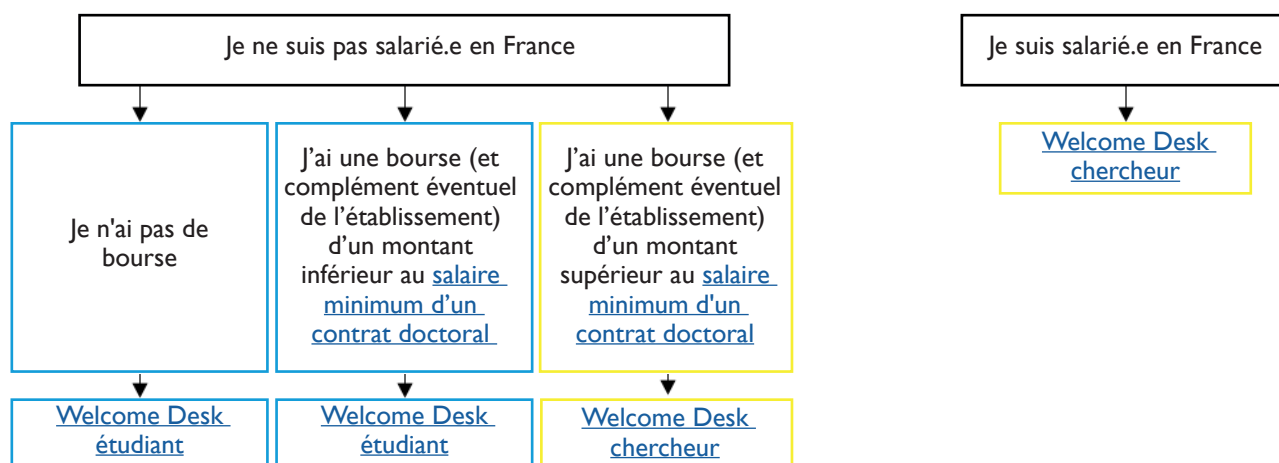 Je ne suis pas salarié.e en France
Je suis salarié.e en France
Je n'ai pas de
bourse
J’ai une bourse (et
complément éventuel
de l’établissement)
d’un montant
inférieur au salaire
minimum d’un
contrat doctoral
J’ai une bourse (et
complément éventuel
de l’établissement)
d’un montant
supérieur au salaire
minimum d'un
contrat doctoral
Welcome Desk
chercheur
Welcome Desk
étudiant
Welcome Desk
étudiant
Welcome Desk
chercheur